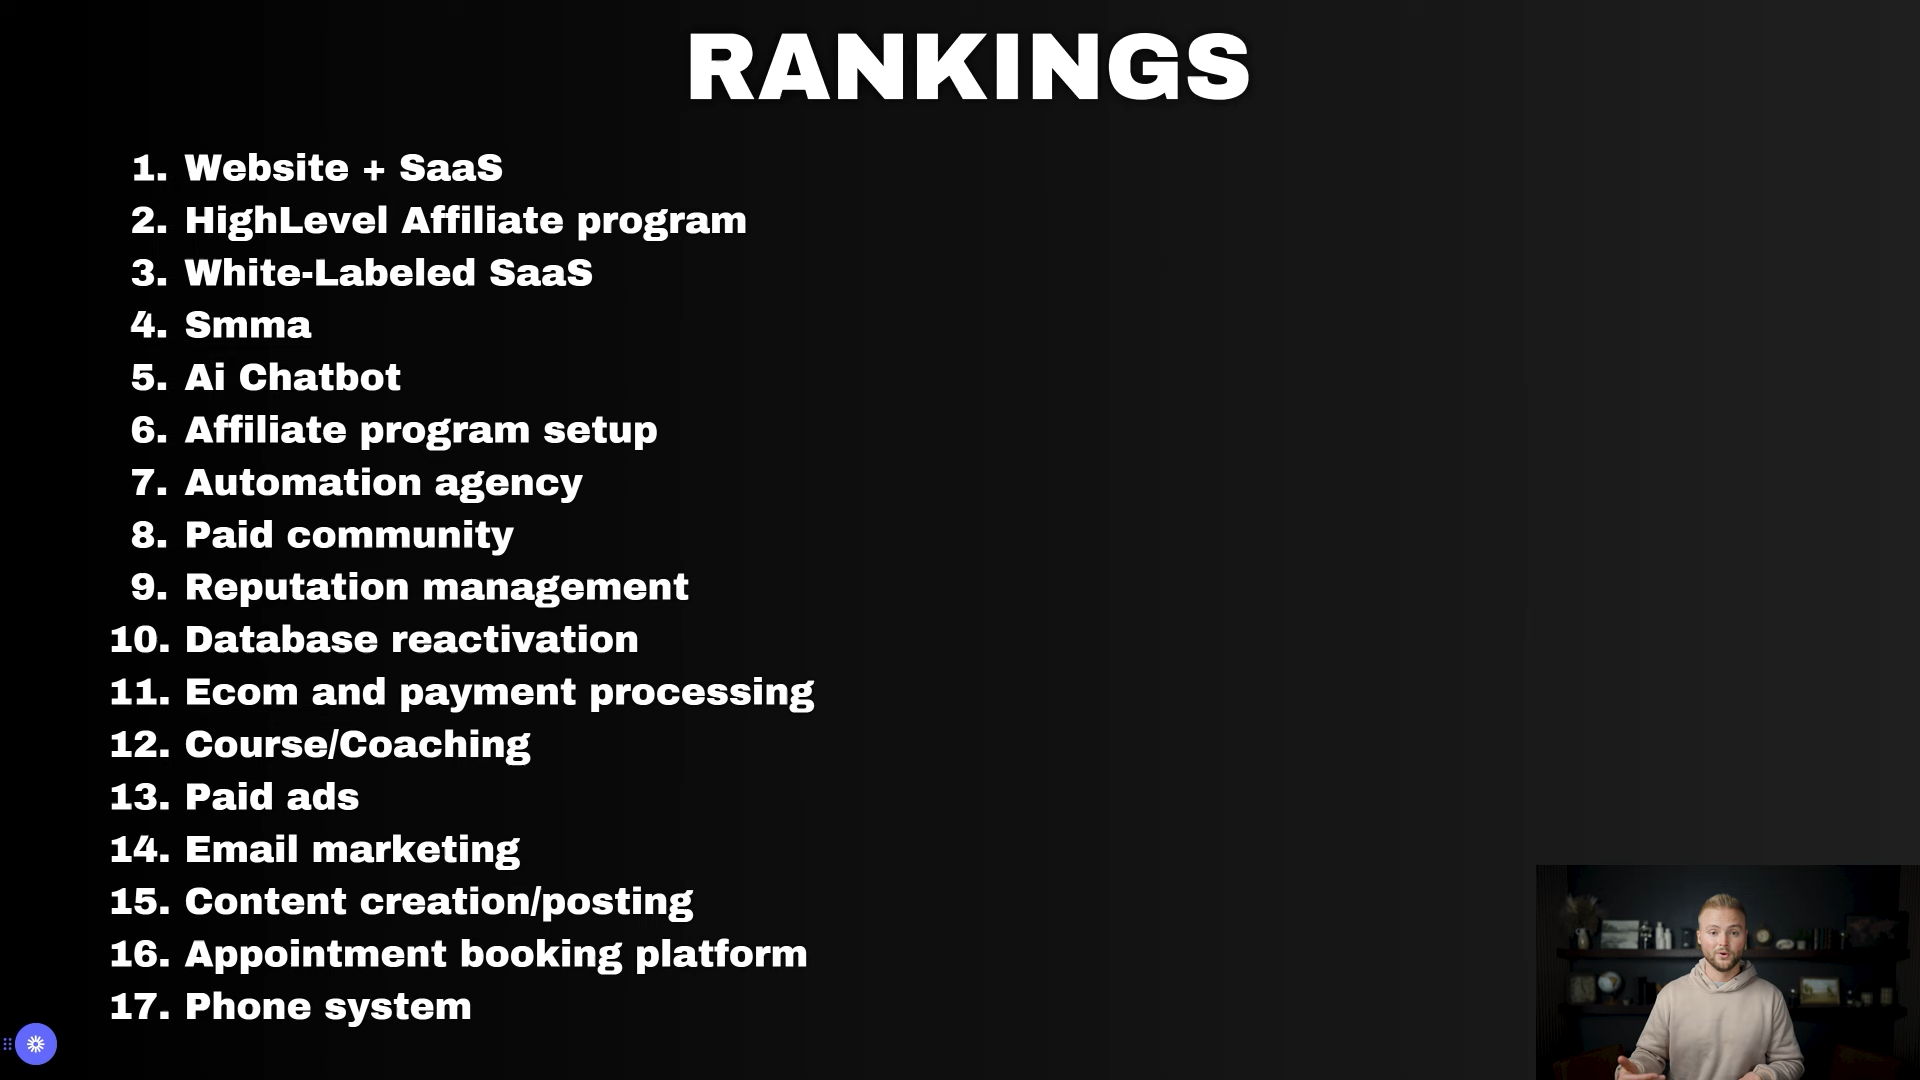 RANKINGS
1. Website + SaaS
2. HighLevel Affiliate program
3. White-Labeled SaaS
4. Smma
5. Ai Chatbot
6. Affiliate program setup
7. Automation agency
8. Paid community
9. Reputation management
10. Database reactivation
11. Ecom and payment processing
12. Course/Coaching
13. Paid ads
14. Email marketing
15. Content creation/posting
16. Appointment booking platform
17. Phone system